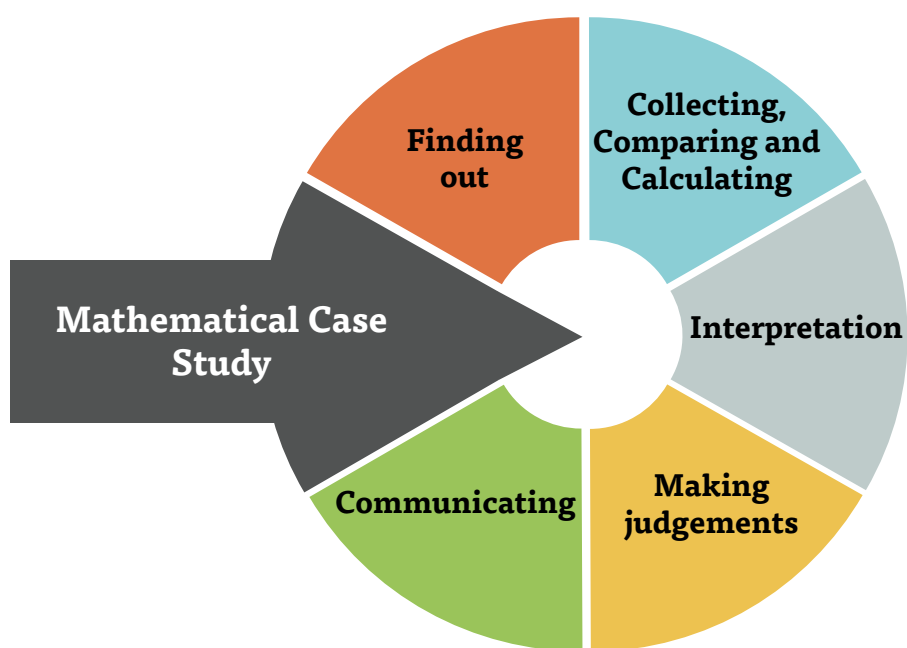 Finding
out
Collecting,
Comparing and
Calculating
Mathematical Case
Study
Interpretation
Communicating
Making
judgements